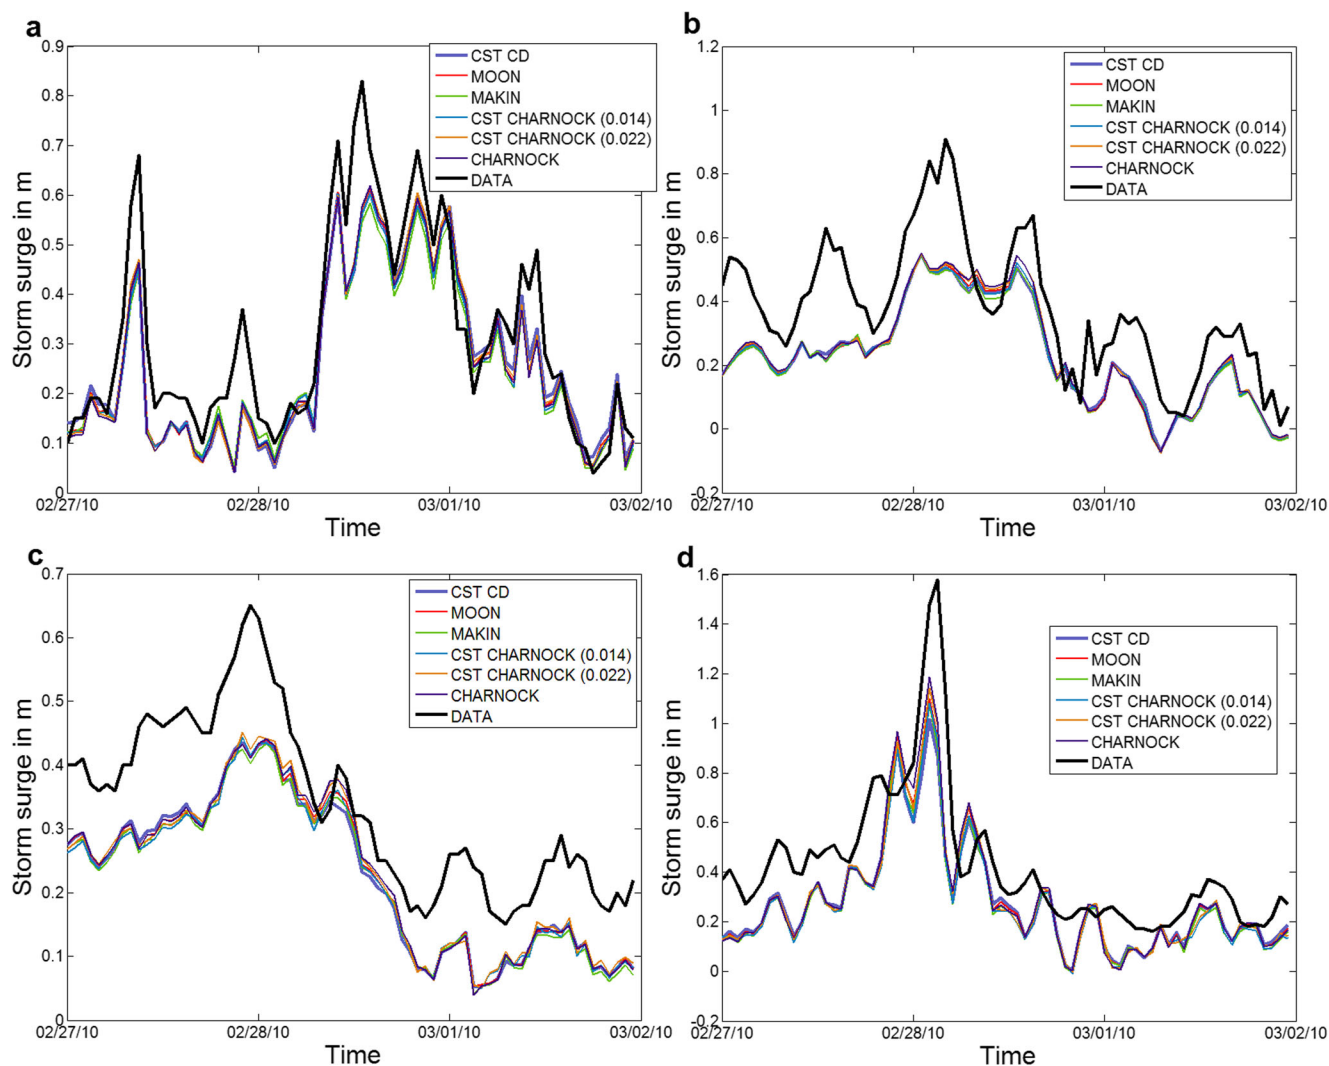 a
0.9
0.8
0.7
0.6
0.5
0.4
0.3
0.2
0.1
0
Storm surge in m
CST CD
MOON
MAKIN
CST CHARNOCK (0.014)
CST CHARNOCK (0.022)
CHARNOCK
DATA
02/27/10 02/28/10 03/01/10 03/02/10
Time
b
1.2
1
0.8
0.6
0.4
0.2
0
-0.2
Storm surge in m
CST CD
MOON
MAKIN
CST CHARNOCK (0.014)
CST CHARNOCK (0.022)
CHARNOCK
DATA
02/27/10 02/28/10 03/01/10 03/02/10
Time
c
0.7
0.6
0.5
0.4
0.3
0.2
0.1
0
Storm surge in m
CST CD
MOON
MAKIN
CST CHARNOCK (0.014)
CST CHARNOCK (0.022)
CHARNOCK
DATA
02/27/10 02/28/10 03/01/10 03/02/10
Time
d
1.6
1.4
1.2
1
0.8
0.6
0.4
0.2
0
-0.2
Storm surge in m
CST CD
MOON
MAKIN
CST CHARNOCK (0.014)
CST CHARNOCK (0.022)
CHARNOCK
DATA
02/27/10 02/28/10 03/01/10 03/02/10
Time